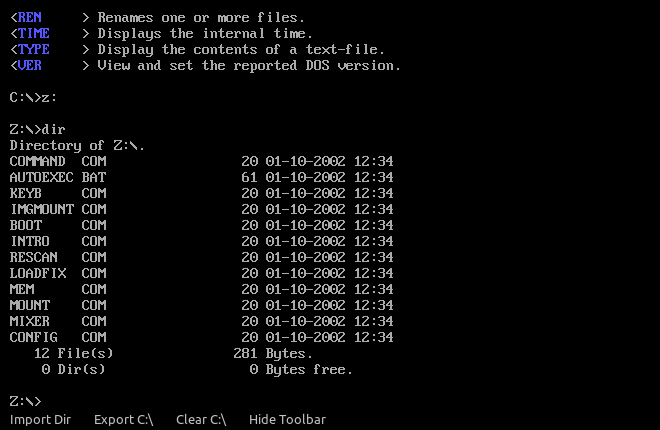 <REN     > Renames one or more files.
<TIME    > Displays the internal time.
<TYPE    > Display the contents of a text-file.
<VER     > View and set the reported DOS version.
C:\>z:
Z:\>dir
Directory of Z:\.
COMMAND  COM                 20 01-10-2002 12:34
AUTOEXEC BAT                 61 01-10-2002 12:34
KEYB     COM                 20 01-10-2002 12:34
IMGMOUNT COM                 20 01-10-2002 12:34
BOOT     COM                 20 01-10-2002 12:34
INTRO    COM                 20 01-10-2002 12:34
RESCAN   COM                 20 01-10-2002 12:34
LOADFIX  COM                 20 01-10-2002 12:34
MEM      COM                 20 01-10-2002 12:34
MOUNT    COM                 20 01-10-2002 12:34
MIXER    COM                 20 01-10-2002 12:34
CONFIG   COM                 20 01-10-2002 12:34
   12 File(s)               281 Bytes.
    0 Dir(s)                  0 Bytes free.
Z:\>
Import Dir Export C:\ Clear C:\ Hide Toolbar